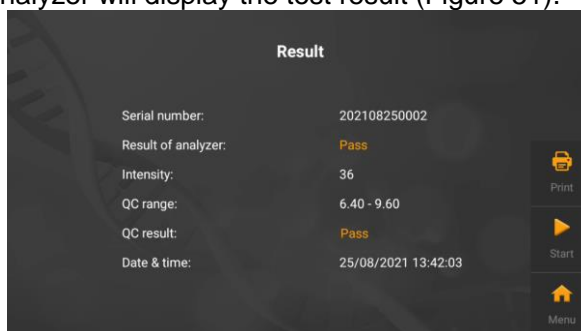 nalyzer will display the test result (Figure 31).
Result
Serial number: 202108250002
Result of analyzer: Pass
Intensity: 36
QC range: 6.40 - 9.60
QC result: Pass
Date & time: 25/08/2021 13:42:03
Print
Start
Menu